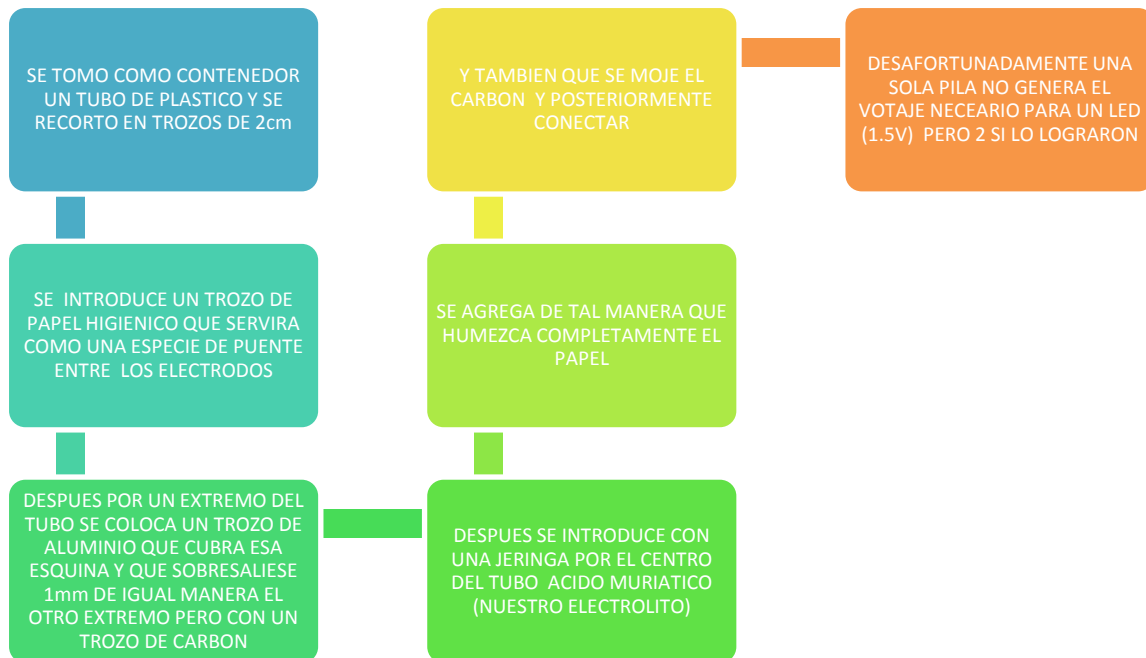 SE TOMO COMO CONTENEDOR
UN TUBO DE PLASTICO Y SE
RECORTO EN TROZOS DE 2cm
SE INTRODUCE UN TROZO DE
PAPEL HIGIENICO QUE SERVIRA
COMO UNA ESPECIE DE PUENTE
ENTRE LOS ELECTRODOS
DESPUES POR UN EXTREMO DEL
TUBO SE COLOCA UN TROZO DE
ALUMINIO QUE CUBRA ESA
ESQUINA Y QUE SOBRESALIESE
1mm DE IGUAL MANERA EL
OTRO EXTREMO PERO CON UN
TROZO DE CARBON
DESPUES SE INTRODUCE CON
UNA JERINGA POR EL CENTRO
DEL TUBO ACIDO MURIATICO
(NUESTRO ELECTROLITO)
SE AGREGA DE TAL MANERA QUE
HUMEZCA COMPLETAMENTE EL
PAPEL
Y TAMBIEN QUE SE MOJE EL
CARBON Y POSTERIORMENTE
CONECTAR
DESAFORTUNADAMENTE UNA
SOLA PILA NO GENERA EL
VOTAJE NECEARIO PARA UN LED
(1.5V) PERO 2 SI LO LOGRARON